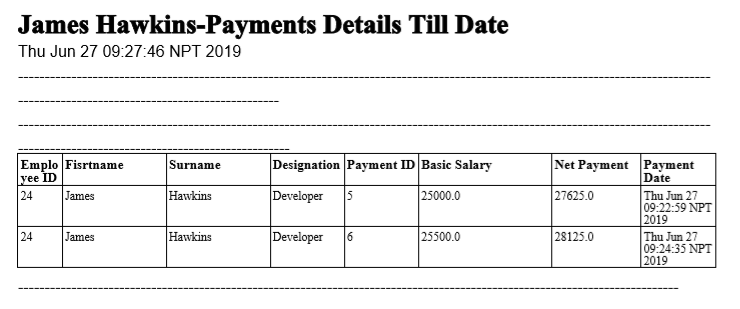 James Hawkins-Payments Details Till Date
Thu Jun 27 09:27:46 NPT 2019
Emplo yee ID Fisrtname Surname Designation Payment ID Basic Salary Net Payment Payment Date
24 James Hawkins Developer 5 25000.0 27625.0 Thu Jun 27 09:22:59 NPT 2019
24 James Hawkins Developer 6 25500.0 28125.0 Thu Jun 27 09:24:35 NPT 2019